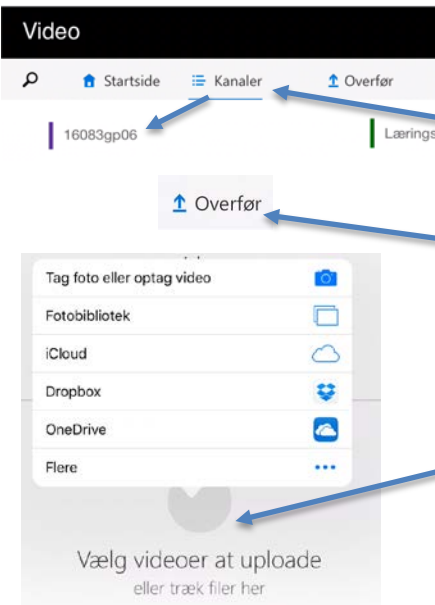 Video
Startside Kanaler Overfør
16083gp06 Lærings
Overfør
Tag foto eller optag video
Fotobibliotek
iCloud
Dropbox
OneDrive
Flere
Vælg videoer at uploade
eller træk filer her